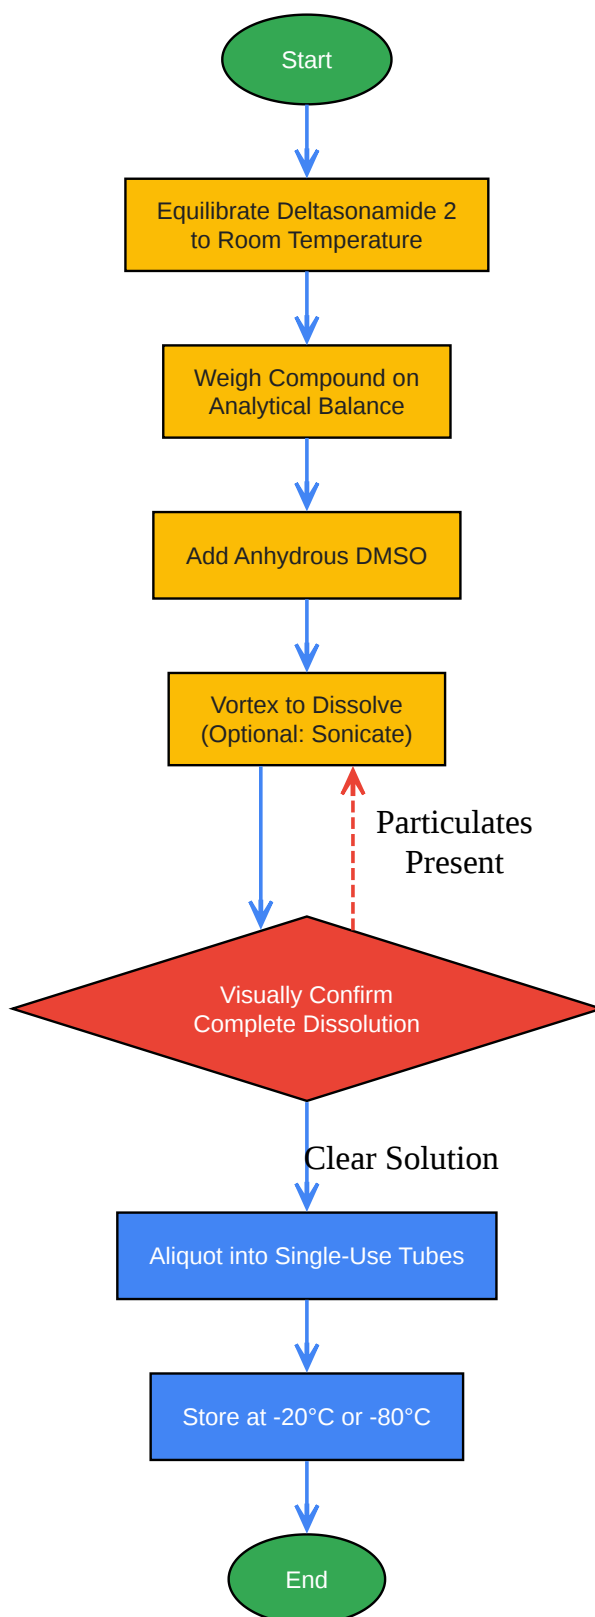 Start
Equilibrate Deltasonamide 2
to Room Temperature
Weigh Compound on
Analytical Balance
Add Anhydrous DMSO
Vortex to Dissolve
(Optional: Sonicate)
Particulates
Present
Visually Confirm
Complete Dissolution
Clear Solution
Aliquot into Single-Use Tubes
Store at -20°C or -80°C
End